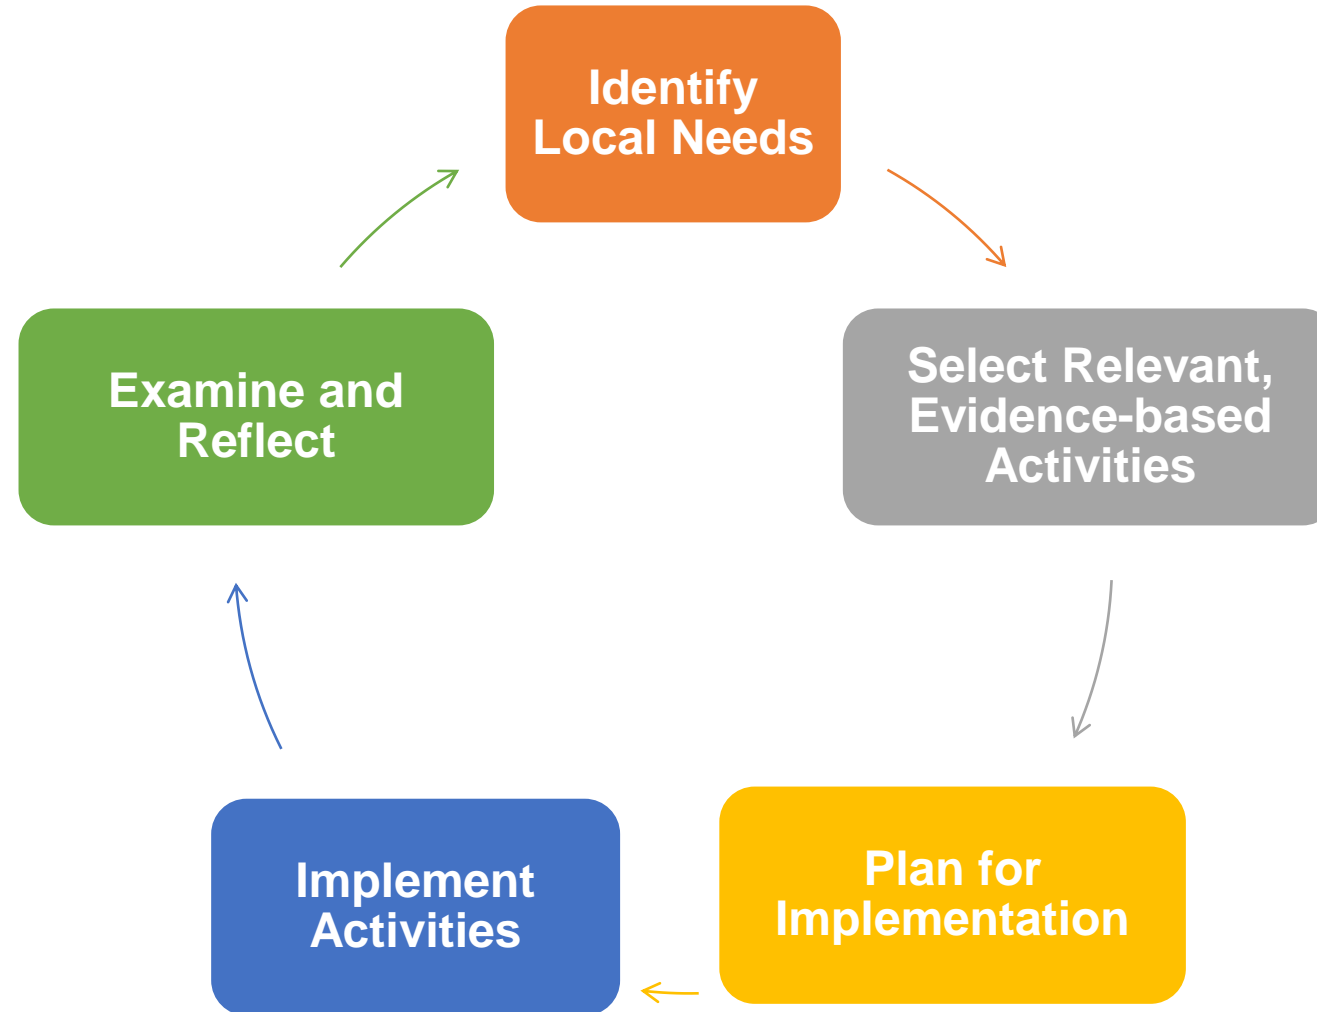 Identify
Local Needs
Select Relevant,
Evidence-based
Activities
Plan for
Implementation
Implement
Activities
Examine and
Reflect